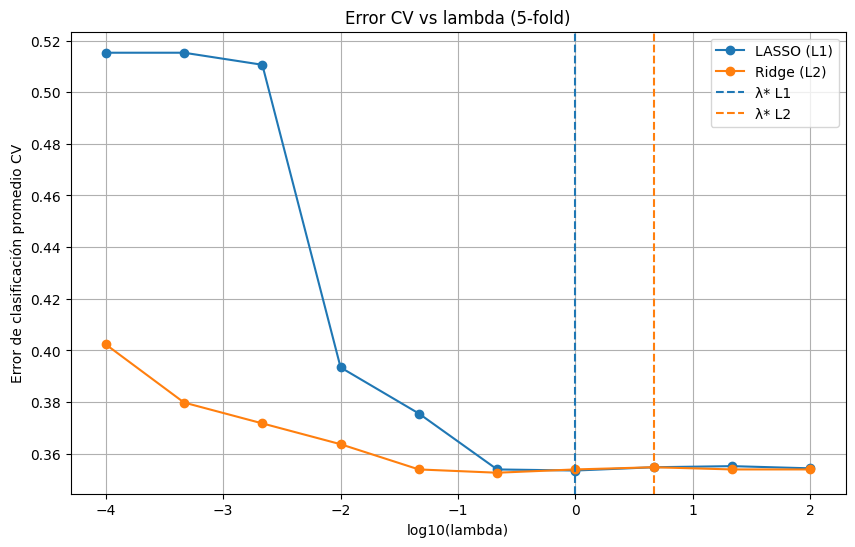 Error CV vs lambda (5-fold)
LASSO (L1)
Ridge (L2)
λ* L1
λ* L2
Error de clasificación promedio CV
0.52
0.50
0.48
0.46
0.44
0.42
0.40
0.38
0.36
−4
−3
−2
−1
0
1
2
log10(lambda)